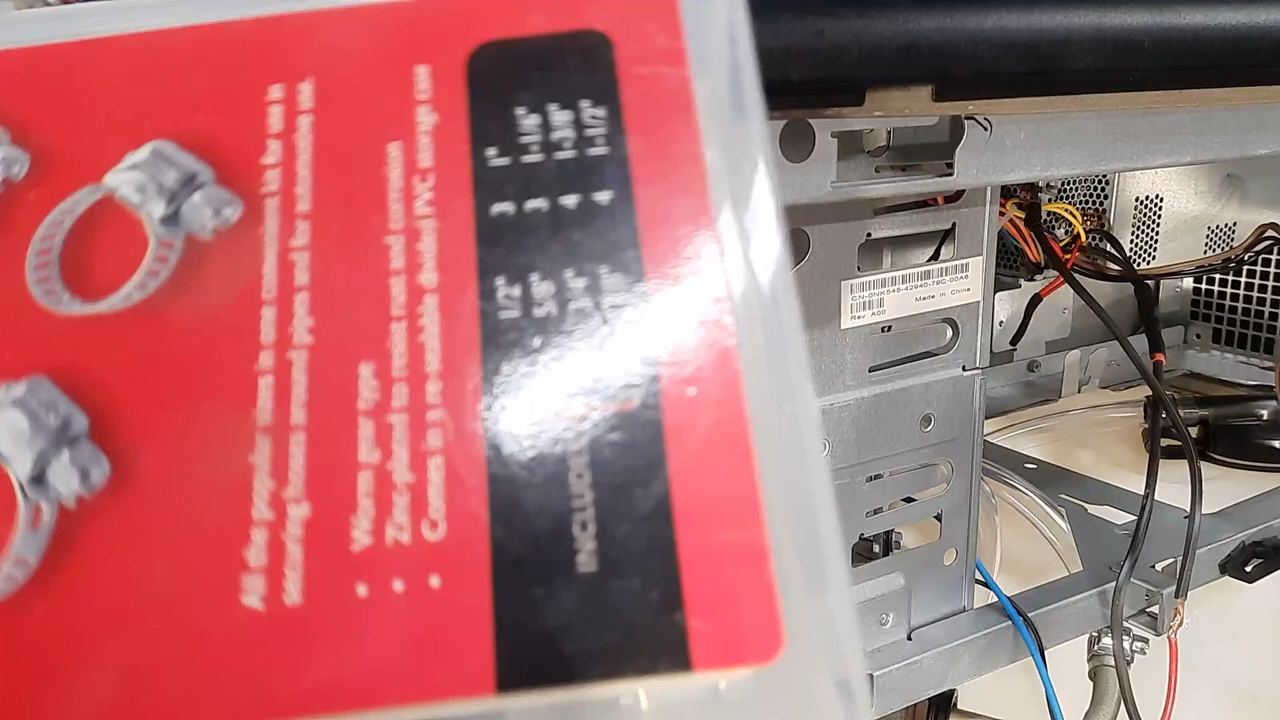 All the popular sizes in one convenient kit for use in
securing hoses around pipes and for automotive use.
• Worm gear type
• Zinc-plated to resist rust and corrosion
• Comes in a re-usable divided PVC storage case
1/2" 3 1"
5/8" 3 1-1/4"
3/4" 4 1-3/8"
4 1-1/2"
CN-0NK545-42940-79C-00A6
Made in China
Rev A00